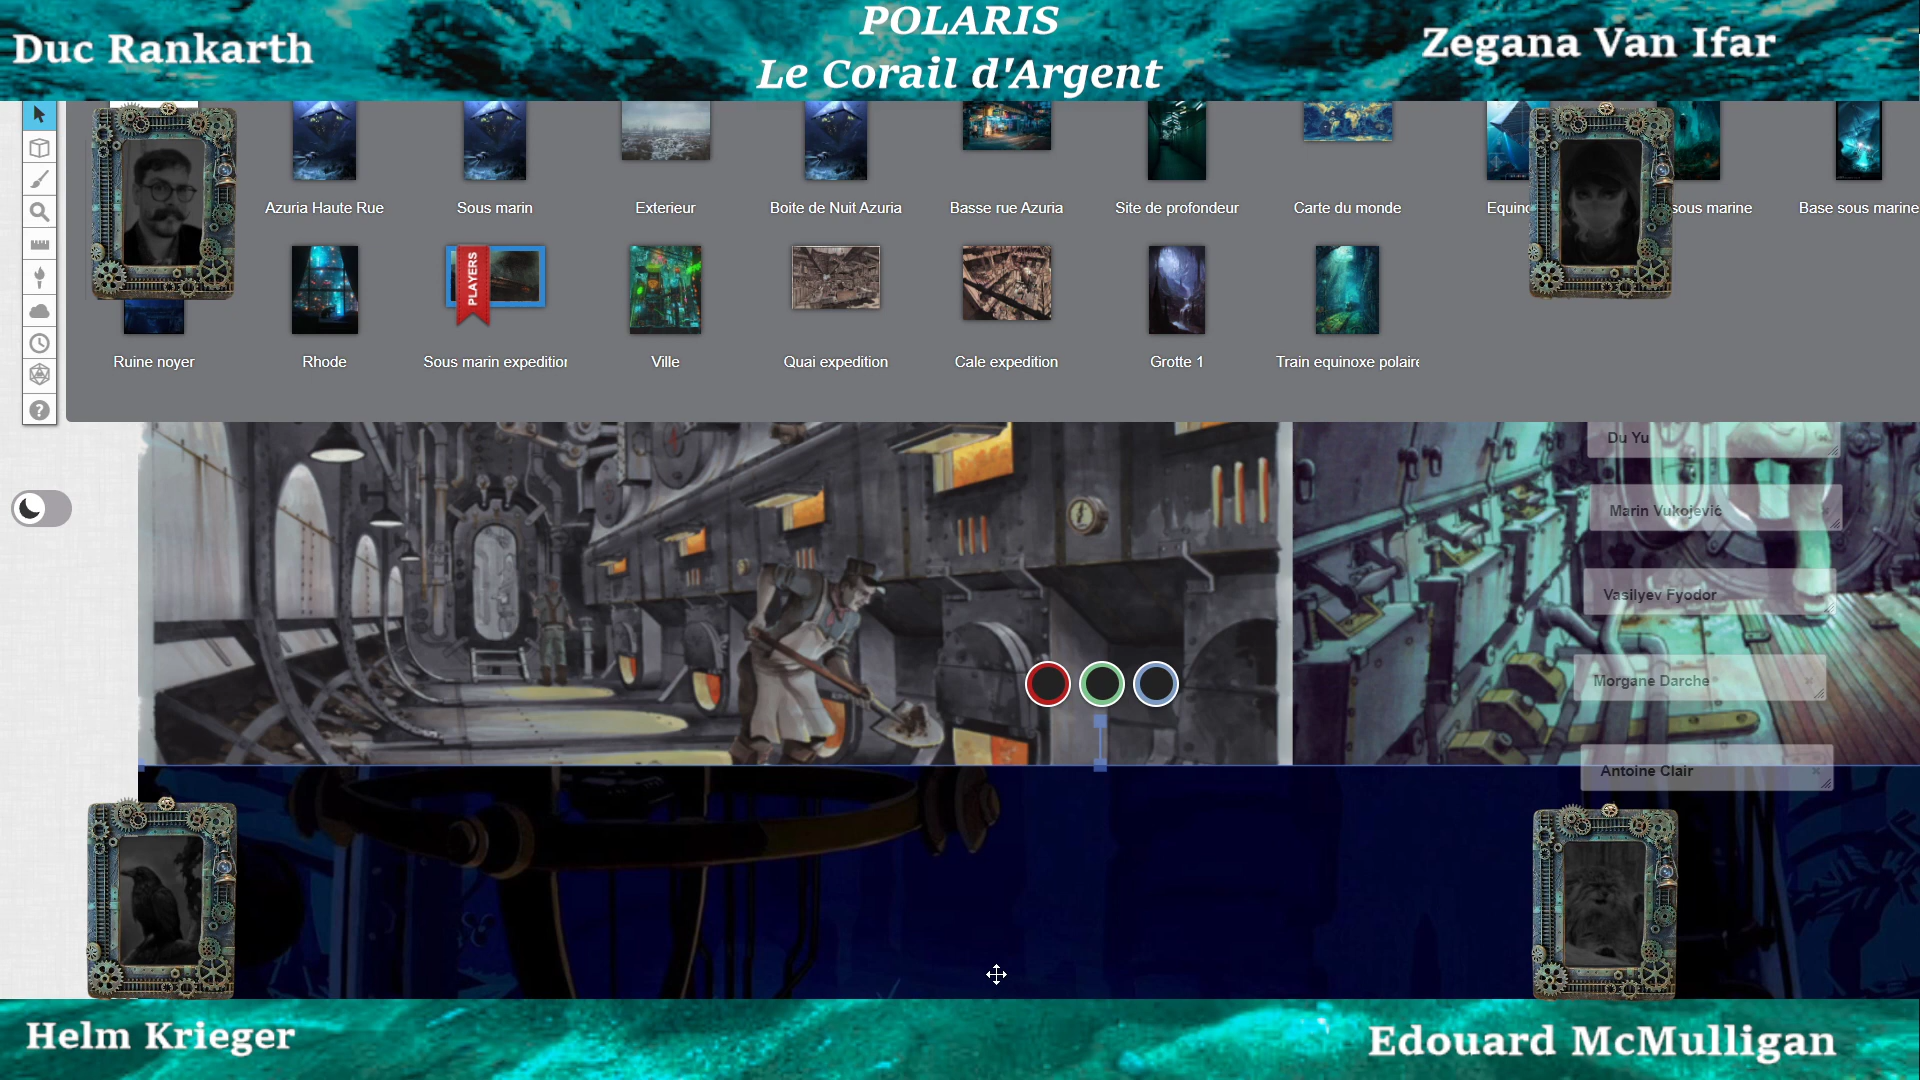 Duc Rankarth
POLARIS
Le Corail d'Argent
Zegana Van Ifar
Azuria Haute Rue
Sous marin
Exterieur
Boite de Nuit Azuria
Basse rue Azuria
Site de profondeur
Carte du monde
Equino
sous marine
Base sous marine
PLAYERS
Ruine noyer
Rhode
Sous marin expedition
Ville
Quai expedition
Cale expedition
Grotte 1
Train equinoxe polaire
Du Yu
Marin Vukojević
Vasilyev Fyodor
Morgane Darche
Antoine Clair
Helm Krieger
Edouard McMulligan